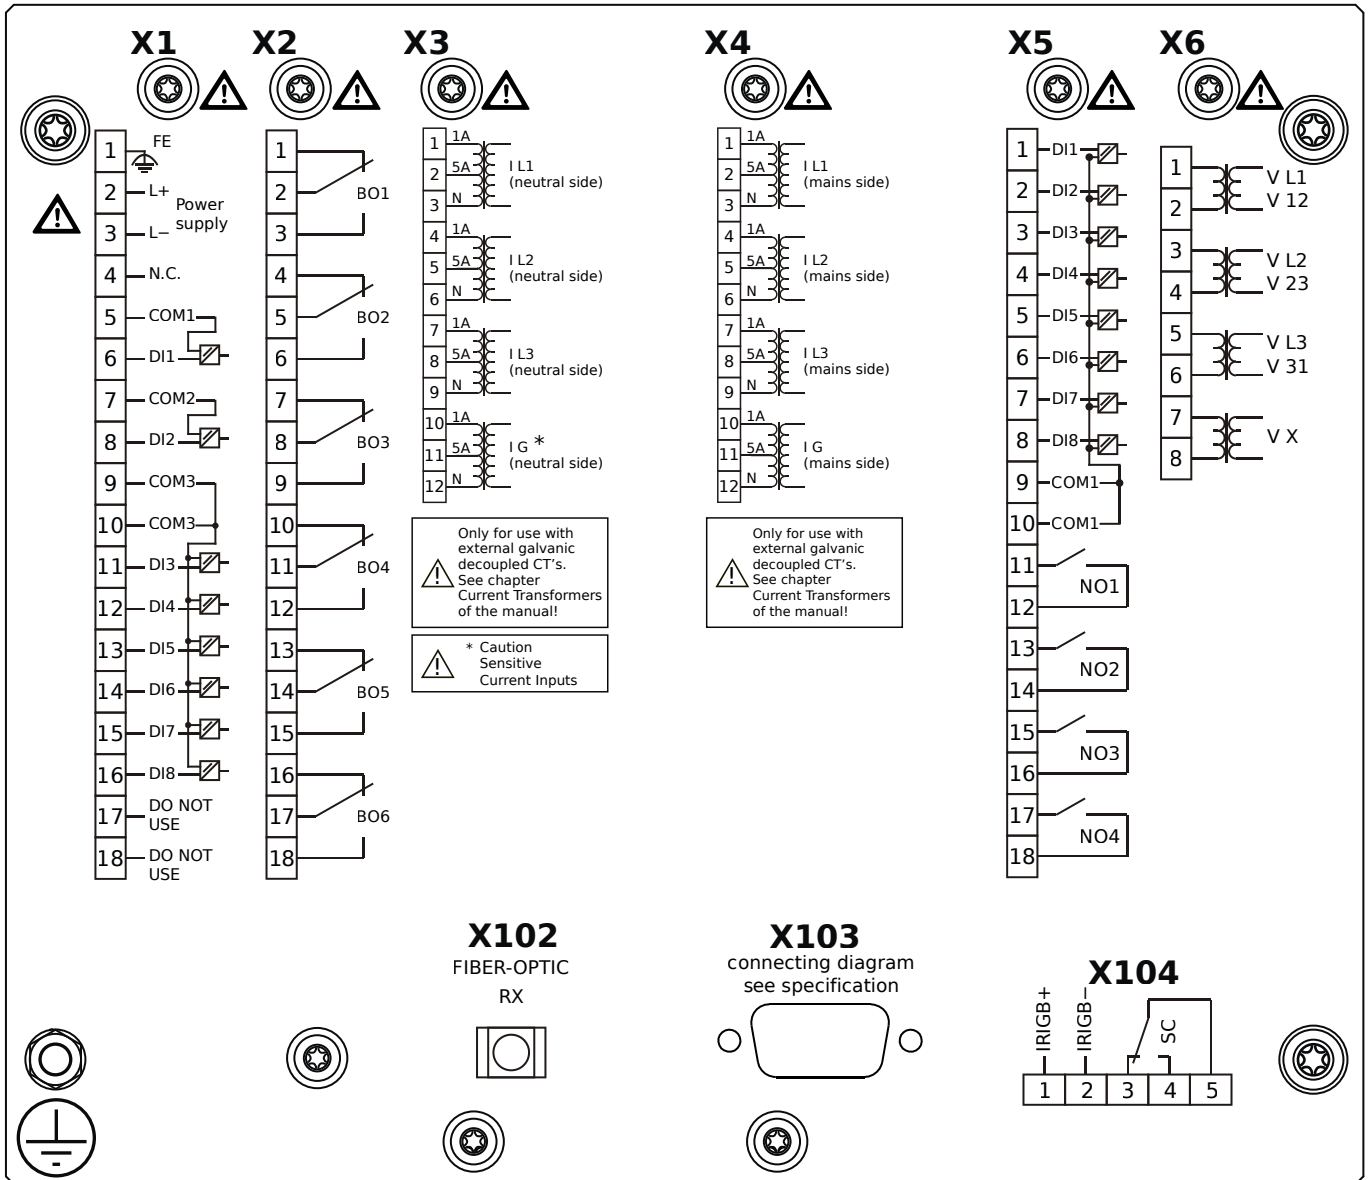 X1
X2
X3
X4
X5
X6
1
FE
2
L+
Power
supply
3
L−
4
N.C.
5
COM1
6
DI1
7
COM2
8
DI2
9
COM3
10
COM3
11
DI3
12
DI4
13
DI5
14
DI6
15
DI7
16
DI8
17
DO NOT
USE
18
DO NOT
USE
1
2
BO1
3
4
5
BO2
6
7
8
BO3
9
10
11
BO4
12
13
14
BO5
15
16
17
BO6
18
1 1A
2 5A
3 N
I L1
(neutral side)
4 1A
5 5A
6 N
I L2
(neutral side)
7 1A
8 5A
9 N
I L3
(neutral side)
10 1A
11 5A
12 N
I G *
(neutral side)
Only for use with
external galvanic
decoupled CT's.
See chapter
Current Transformers
of the manual!
* Caution
Sensitive
Current Inputs
1 1A
2 5A
3 N
I L1
(mains side)
4 1A
5 5A
6 N
I L2
(mains side)
7 1A
8 5A
9 N
I L3
(mains side)
10 1A
11 5A
12 N
I G
(mains side)
Only for use with
external galvanic
decoupled CT's.
See chapter
Current Transformers
of the manual!
1 DI1
2 DI2
3 DI3
4 DI4
5 DI5
6 DI6
7 DI7
8 DI8
9 COM1
10 COM1
11
NO1
12
13
NO2
14
15
NO3
16
17
NO4
18
1
V L1
2
V 12
3
V L2
4
V 23
5
V L3
6
V 31
7
V X
8
X102
FIBER-OPTIC
RX
X103
connecting diagram
see specification
X104
IRIGB+
IRIGB−
SC
1 2 3 4 5